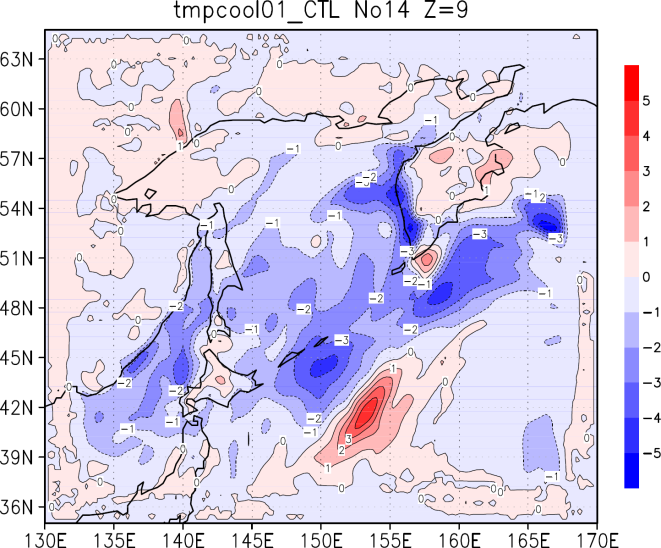 tmpcool01_CTL No14 Z=9
63N
60N
57N
54N
51N
48N
45N
42N
39N
36N
130E 135E 140E 145E 150E 155E 160E 165E 170E
5
4
3
2
1
0
−1
−2
−3
−4
−5